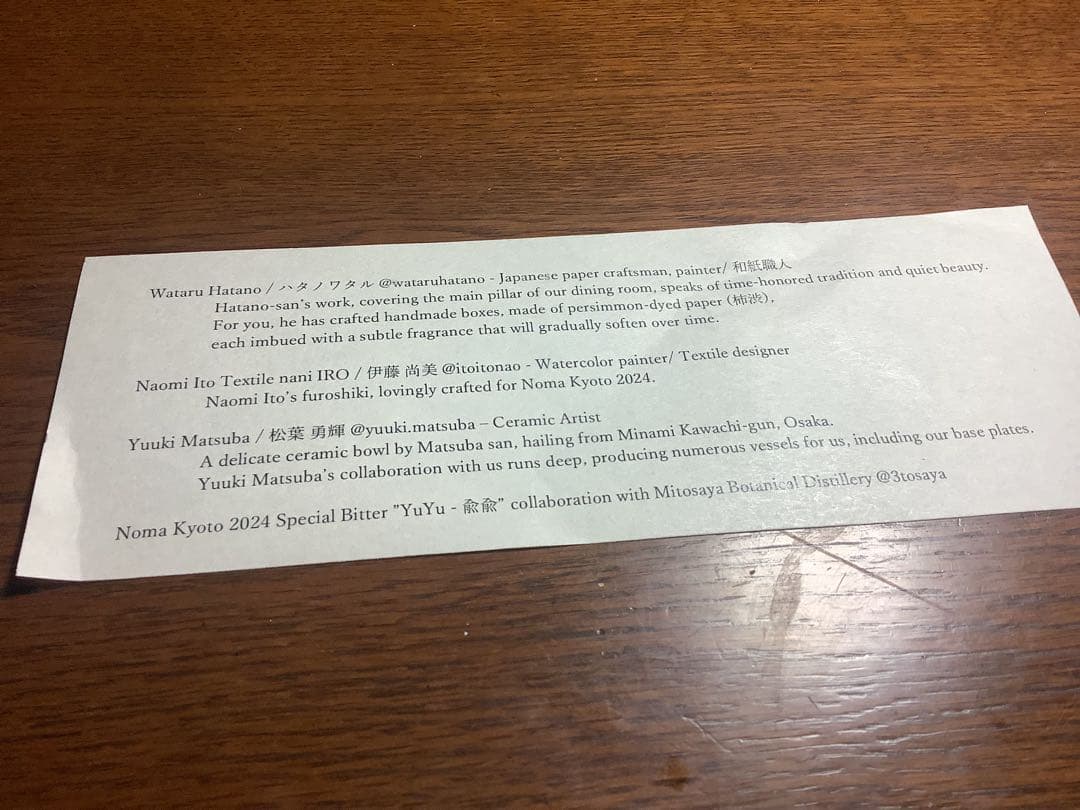 Wataru Hatano / ハタノワタル @wataruhatano - Japanese paper craftsman, painter/ 和紙職人
Hatano-san's work, covering the main pillar of our dining room, speaks of time-honored tradition and quiet beauty.
For you, he has crafted handmade boxes, made of persimmon-dyed paper (柿渋),
each imbued with a subtle fragrance that will gradually soften over time.
Naomi Ito Textile nani IRO / 伊藤 尚美 @itoitonao - Watercolor painter/ Textile designer
Naomi Ito's furoshiki, lovingly crafted for Noma Kyoto 2024.
Yuuki Matsuba / 松葉 勇輝 @yuuki.matsuba – Ceramic Artist
A delicate ceramic bowl by Matsuba san, hailing from Minami Kawachi-gun, Osaka.
Yuuki Matsuba's collaboration with us runs deep, producing numerous vessels for us, including our base plates.
Noma Kyoto 2024 Special Bitter "YuYu - 兪兪" collaboration with Mitosaya Botanical Distillery @3tosaya